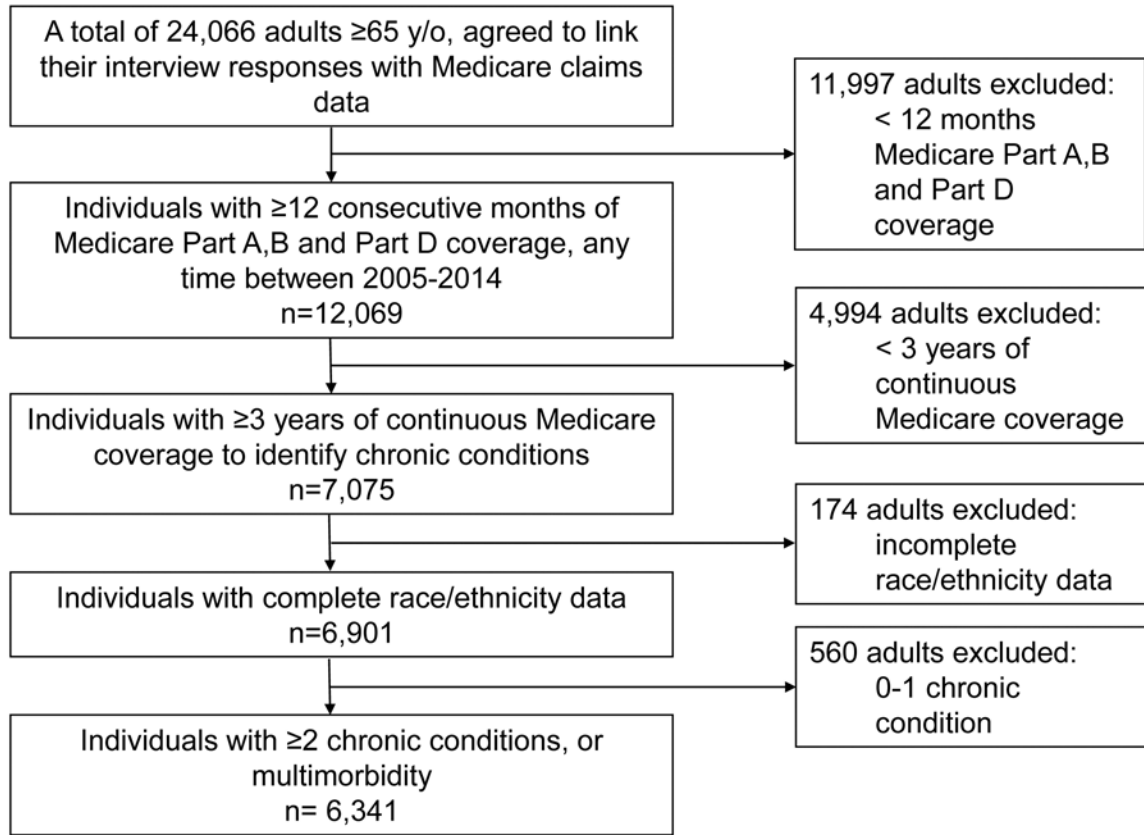 A total of 24,066 adults ≥65 y/o, agreed to link
their interview responses with Medicare claims
data
11,997 adults excluded:
< 12 months
Medicare Part A,B
and Part D
coverage
Individuals with ≥12 consecutive months of
Medicare Part A,B and Part D coverage, any
time between 2005-2014
n=12,069
4,994 adults excluded:
< 3 years of
continuous
Medicare coverage
Individuals with ≥3 years of continuous Medicare
coverage to identify chronic conditions
n=7,075
174 adults excluded:
incomplete
race/ethnicity data
Individuals with complete race/ethnicity data
n=6,901
560 adults excluded:
0-1 chronic
condition
Individuals with ≥2 chronic conditions, or
multimorbidity
n= 6,341